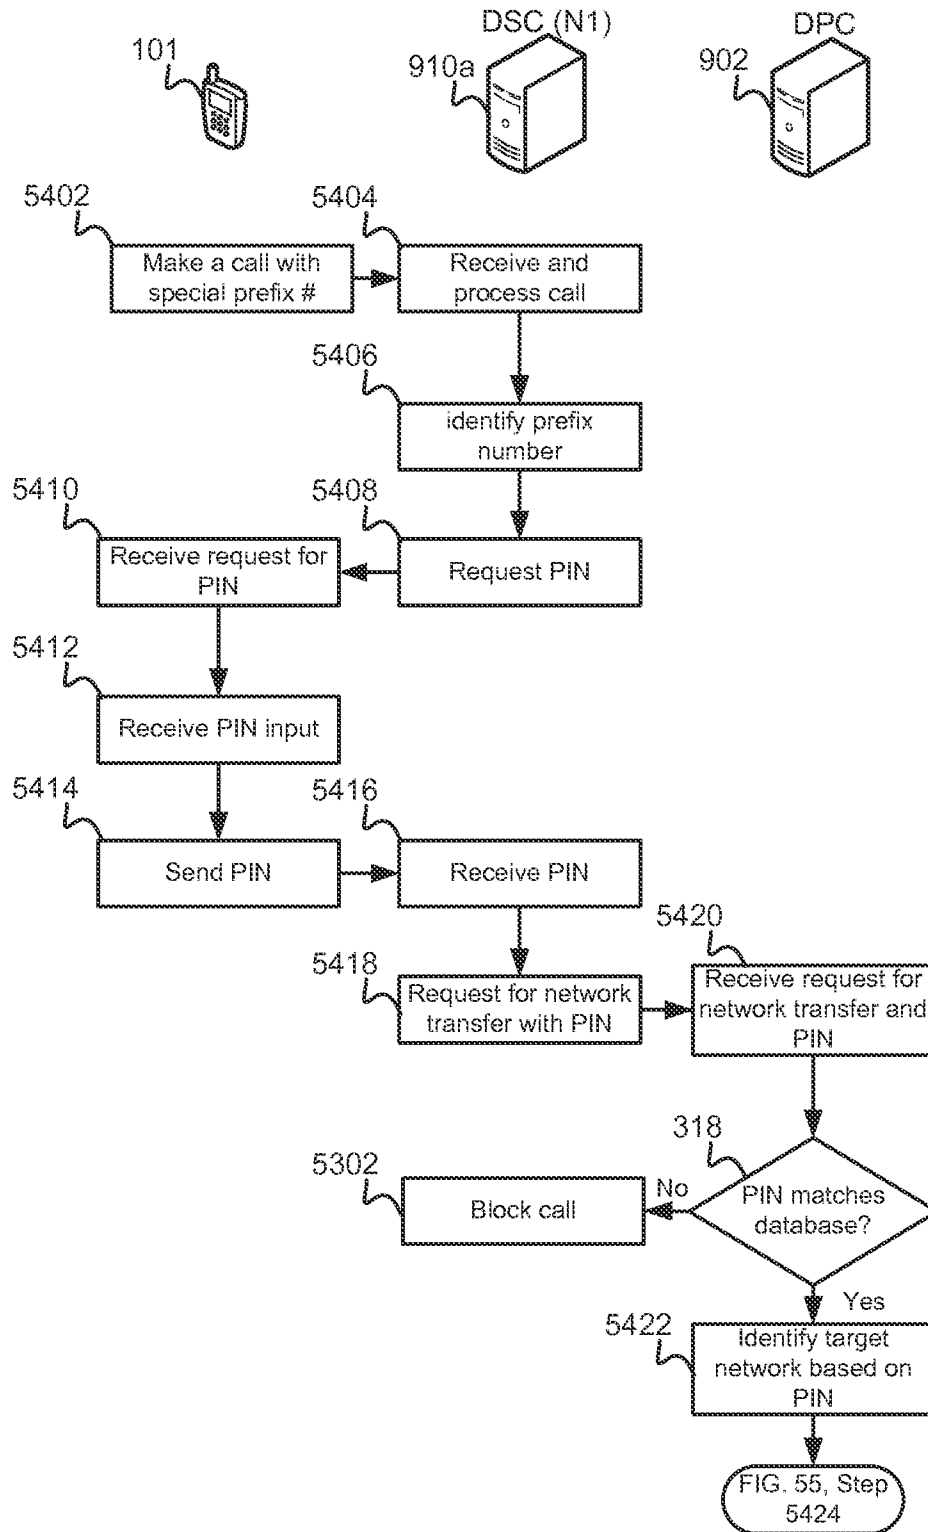 DSC (N1)
DPC
101
910a
902
5402
5404
Make a call with
special prefix #
Receive and
process call
5406
identify prefix
number
5410
5408
Receive request for
PIN
Request PIN
5412
Receive PIN input
5414
5416
Send PIN
Receive PIN
5420
5418
Request for network
transfer with PIN
Receive request for
network transfer and
PIN
318
5302
No
Block call
PIN matches
database?
Yes
5422
Identify target
network based on
PIN
FIG. 55, Step
5424